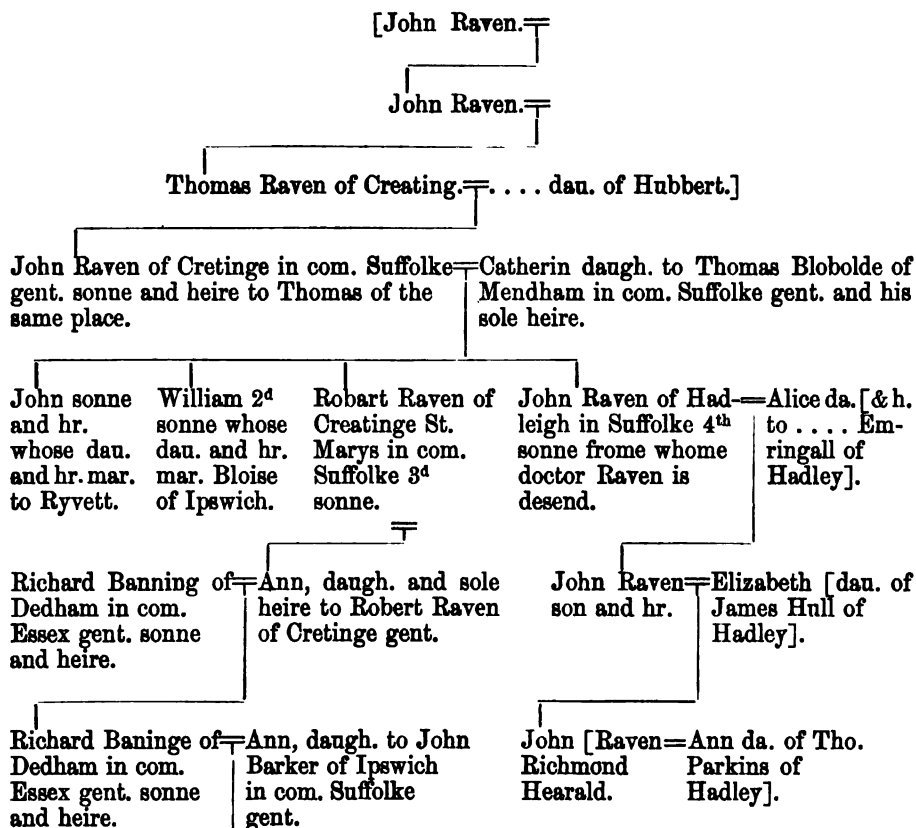 [John Raven.
John Raven.
Thomas Raven of Creating. . . . . dau. of Hubbert.]
John Raven of Cretinge in com. Suffolke
gent. sonne and heire to Thomas of the
same place.
Catherin daugh. to Thomas Blobolde of
Mendham in com. Suffolke gent. and his
sole heire.
John sonne
and hr.
whose dau.
and hr. mar.
to Ryvett.
William 2d
sonne whose
dau. and hr.
mar. Bloise
of Ipswich.
Robart Raven of
Creatinge St.
Marys in com.
Suffolke 3d
sonne.
John Raven of Had-
leigh in Suffolke 4th
sonne frome whome
doctor Raven is
desend.
Alice da. [& h.
to . . . . Em-
ringall of
Hadley].
Richard Banning of
Dedham in com.
Essex gent. sonne
and heire.
Ann, daugh. and sole
heire to Robert Raven
of Cretinge gent.
John Raven
son and hr.
Elizabeth [dau. of
James Hull of
Hadley].
Richard Baninge of
Dedham in com.
Essex gent. sonne
and heire.
Ann, daugh. to John
Barker of Ipswich
in com. Suffolke
gent.
John [Raven
Richmond
Hearald.
Ann da. of Tho.
Parkins of
Hadley].